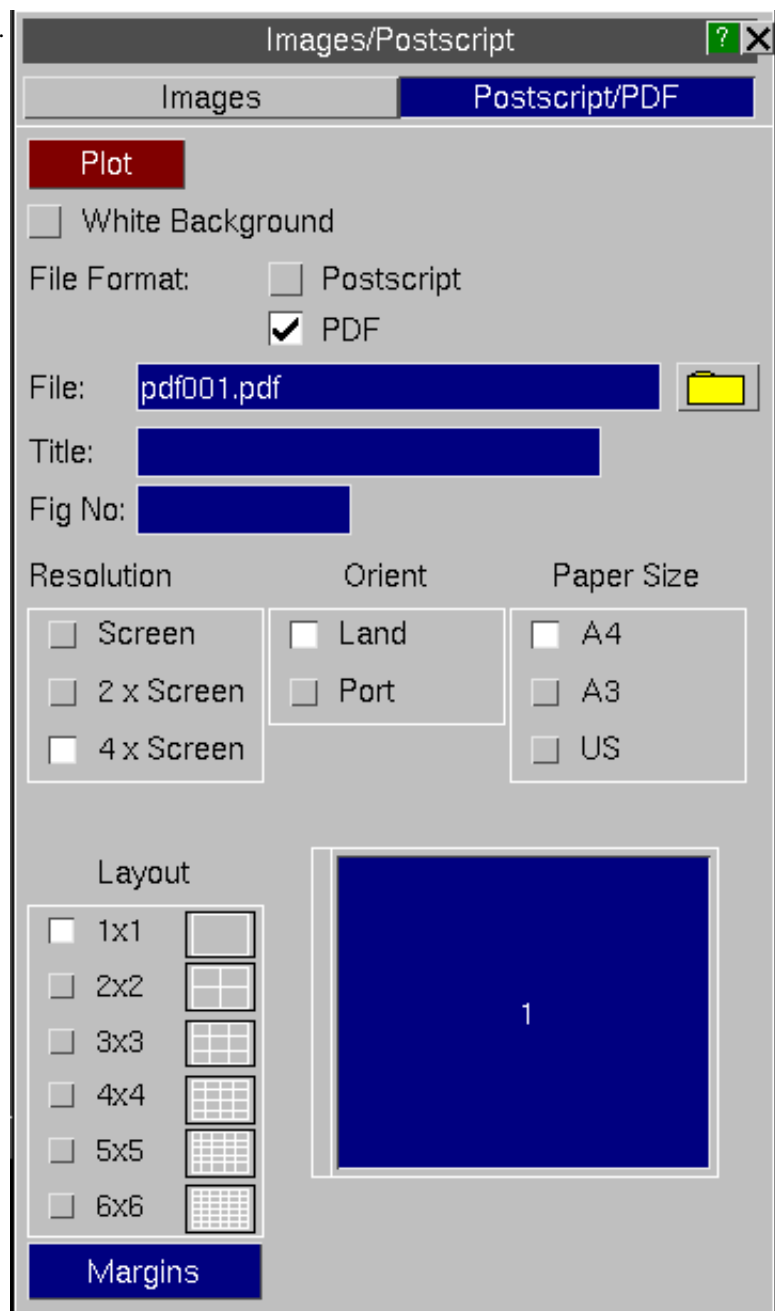 Images/Postscript ?
Images Postscript/PDF
Plot
White Background
File Format: Postscript
PDF
File: pdf001.pdf
Title:
Fig No:
Resolution Orient Paper Size
Screen Land A4
2 x Screen Port A3
4 x Screen US
Layout
1x1
2x2
1
3x3
4x4
5x5
6x6
Margins